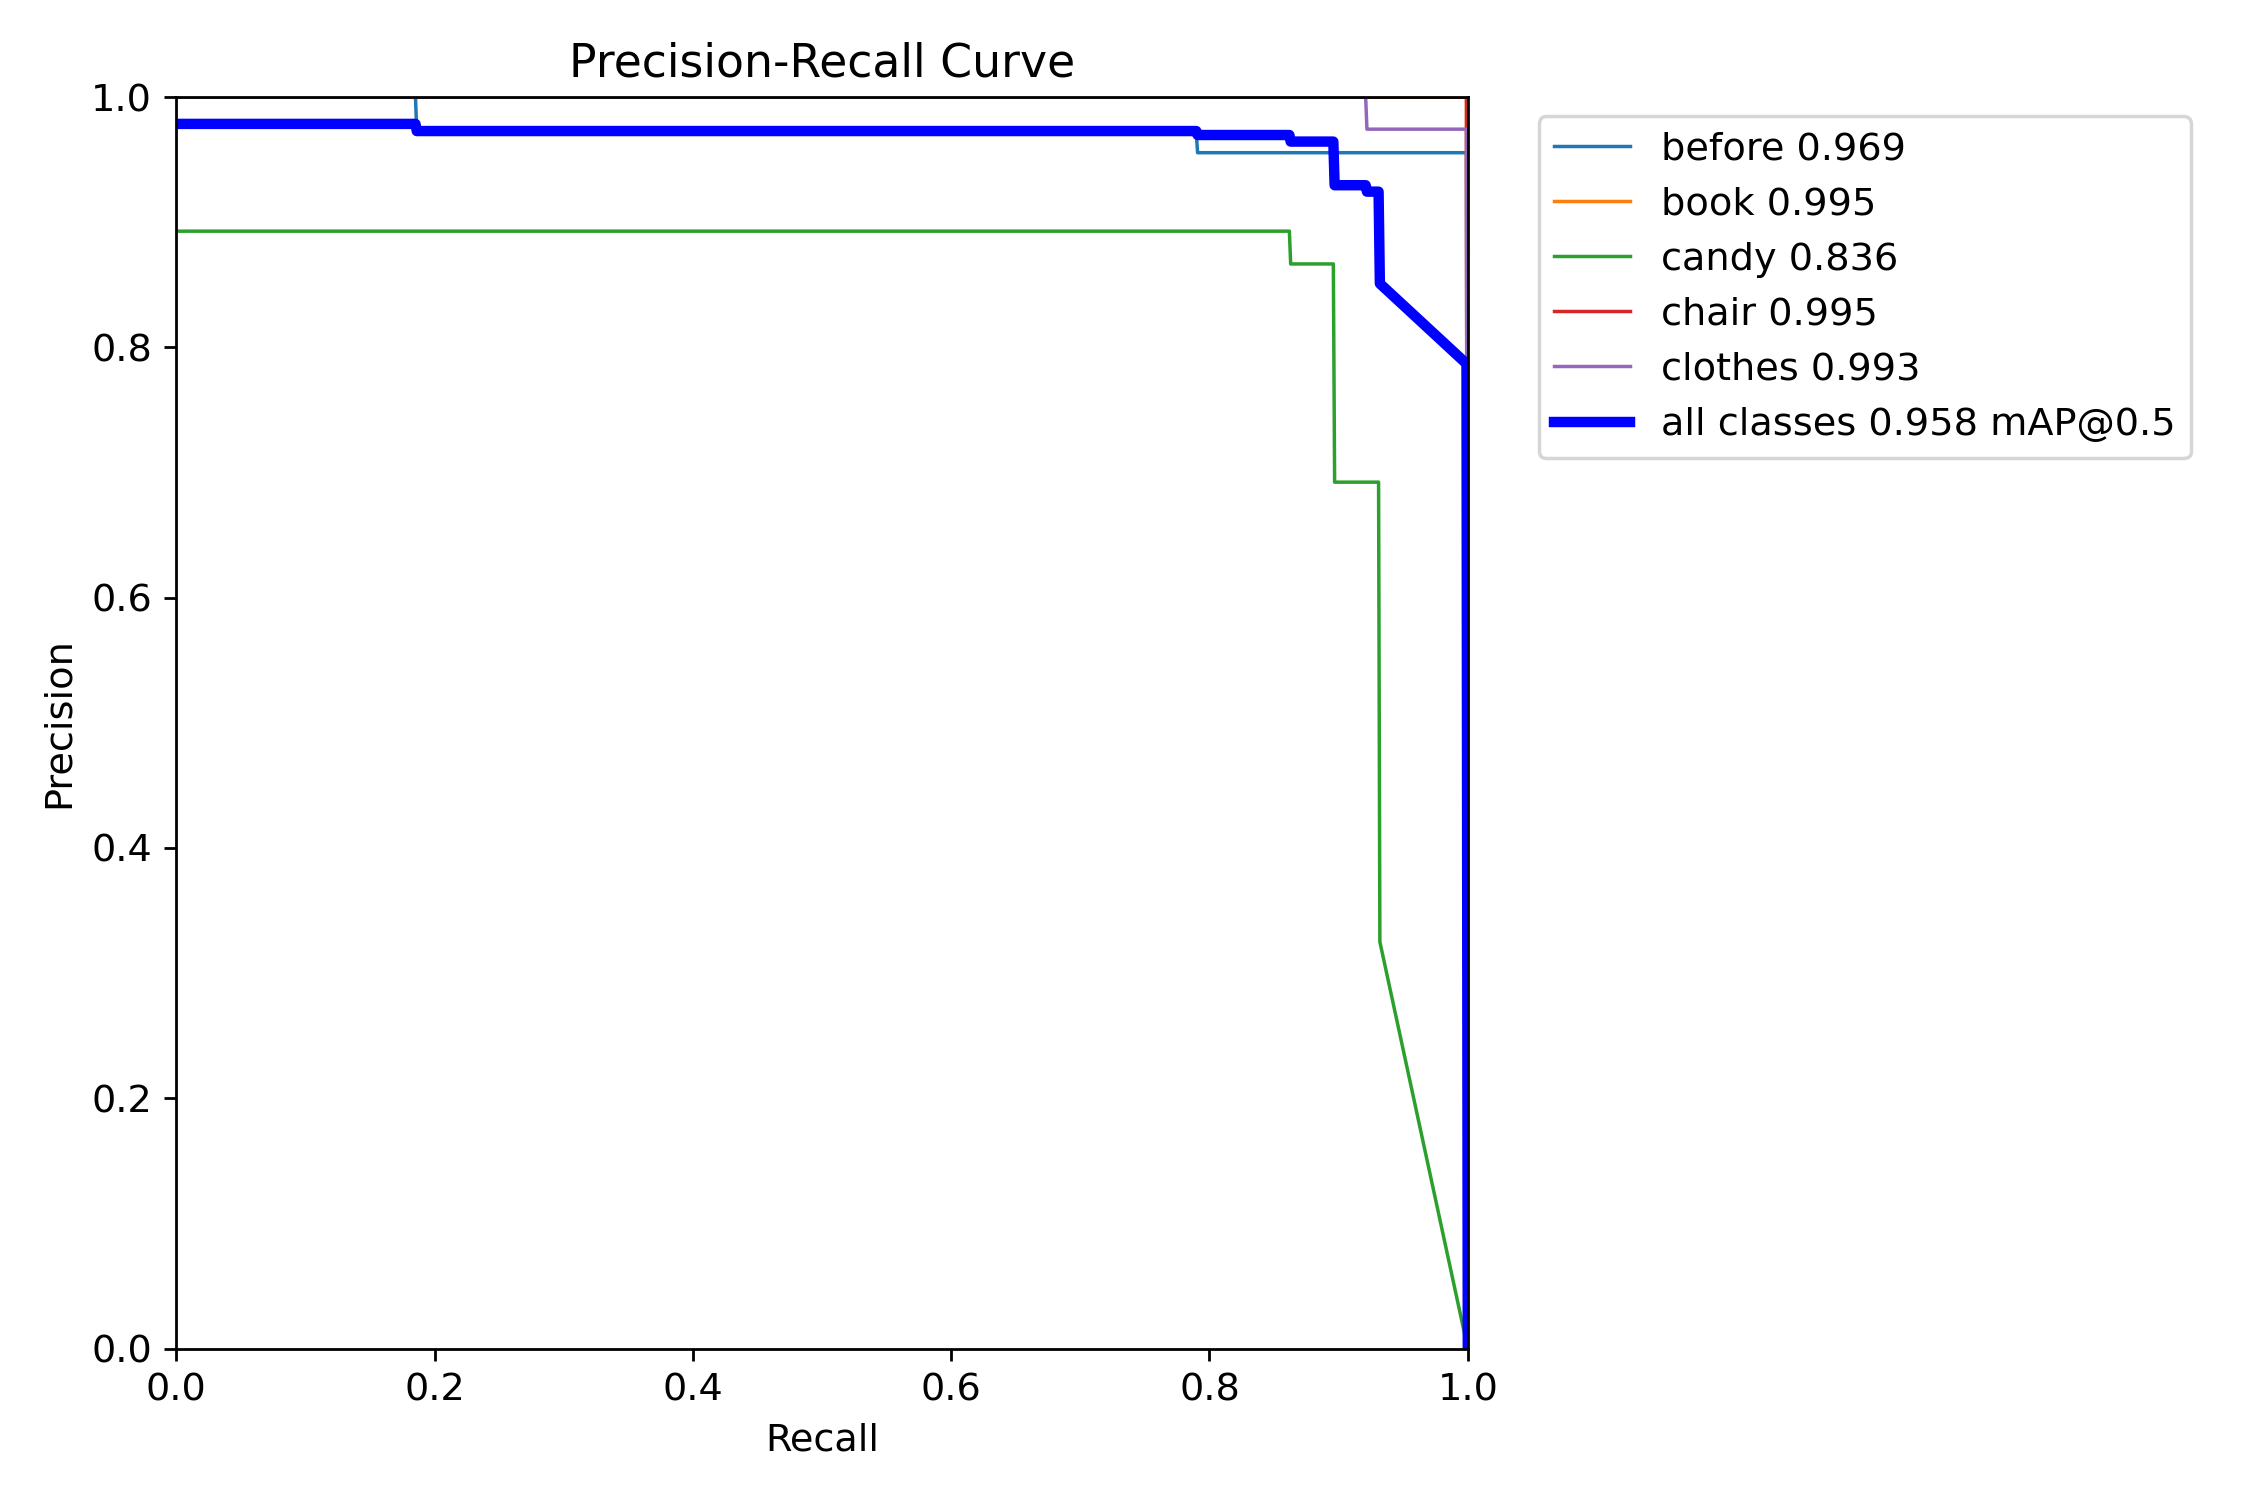 Precision-Recall Curve
1.0
0.8
0.6
0.4
0.2
0.0
Precision
0.0 0.2 0.4 0.6 0.8 1.0
Recall
before 0.969
book 0.995
candy 0.836
chair 0.995
clothes 0.993
all classes 0.958 mAP@0.5